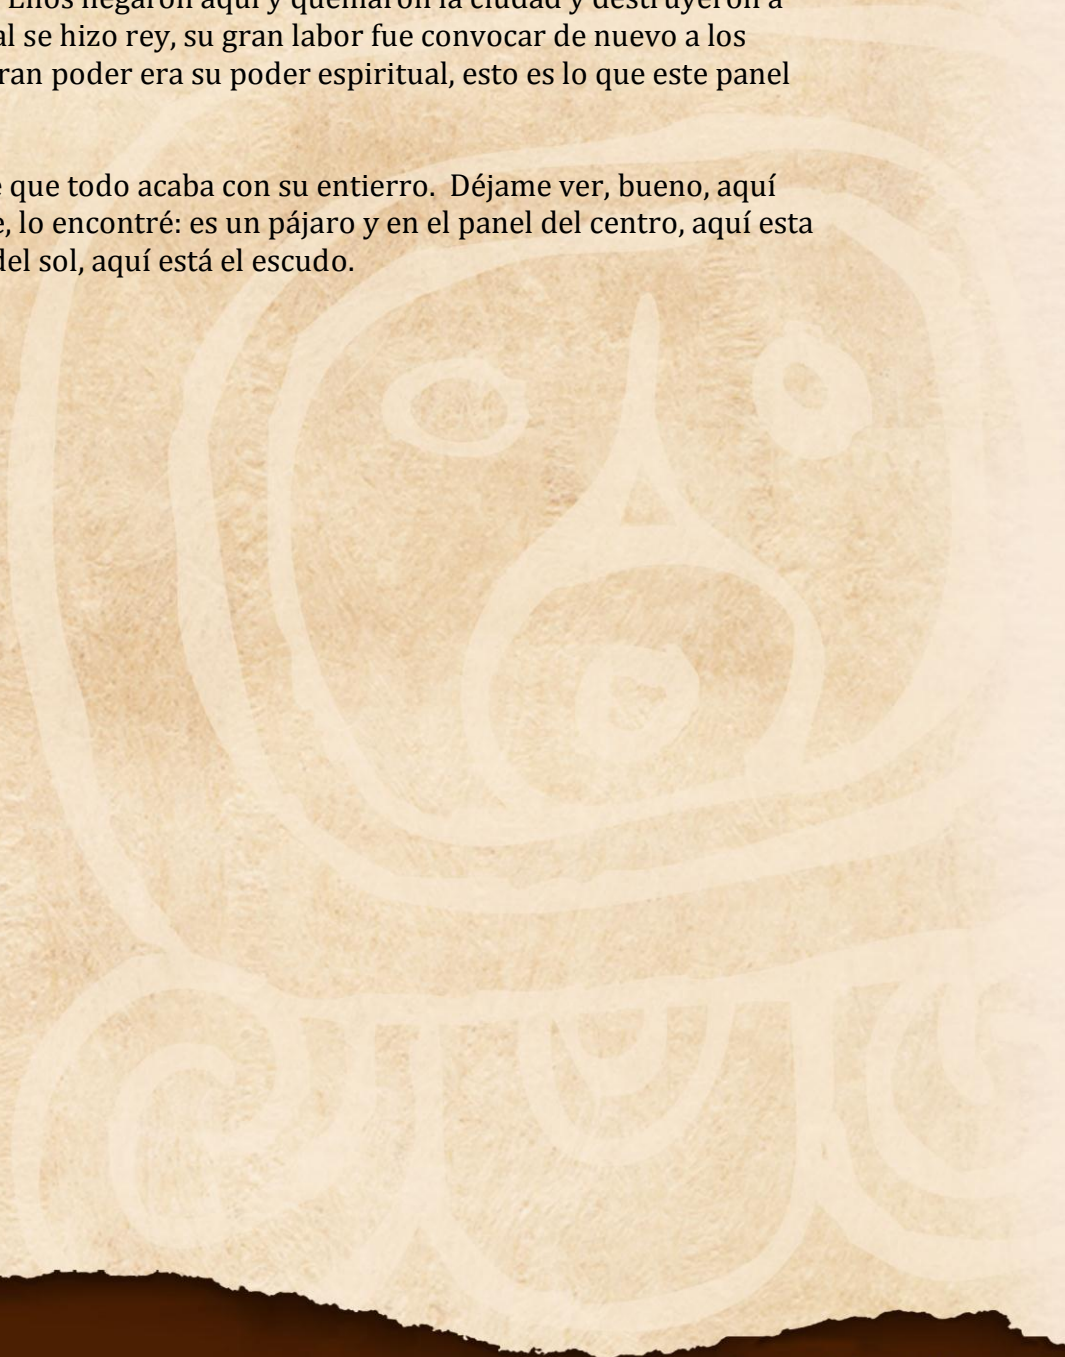 Ellos llegaron aquí y quemaron la ciudad y destruyeron a
al se hizo rey, su gran labor fue convocar de nuevo a los
ran poder era su poder espiritual, esto es lo que este panel
e que todo acaba con su entierro.  Déjame ver, bueno, aquí
e, lo encontré: es un pájaro y en el panel del centro, aquí esta
del sol, aquí está el escudo.